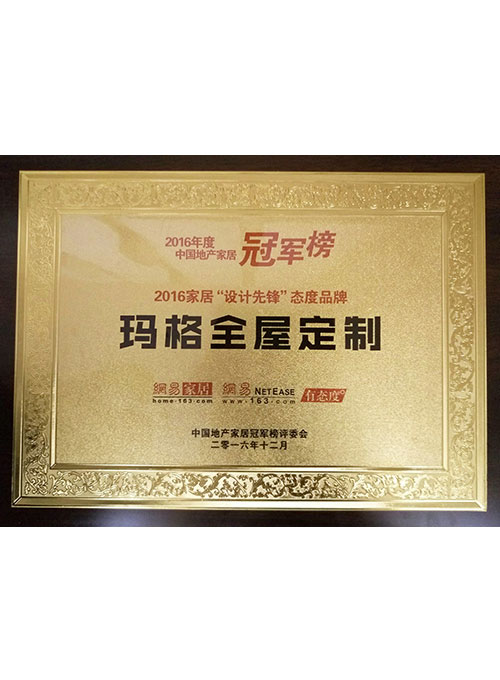 2016年度
中国地产家居 冠军榜
2016家居“设计先锋”态度品牌
玛格全屋定制
網易家居 網易 NETEASE 有态度
home·163·com www·163·com
中国地产家居冠军榜评委会
二零一六年十二月